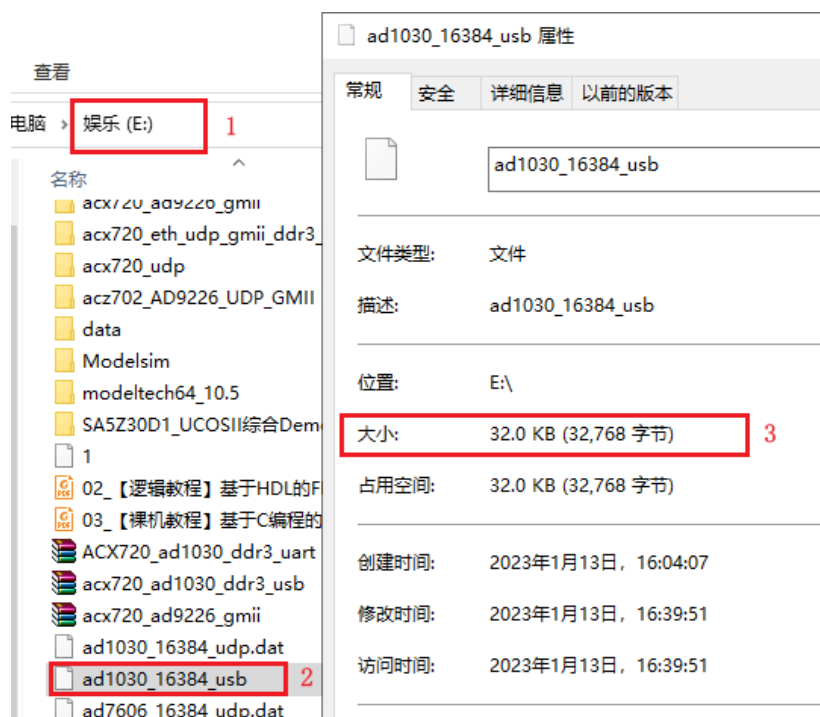 查看
电脑 › 娱乐 (E:)
1
名称
acx720_ad9226_gmii
acx720_eth_udp_gmii_ddr3_
acx720_udp
acz702_AD9226_UDP_GMII
data
Modelsim
modeltech64_10.5
SA5Z30D1_UCOSII综合Dem
1
02_【逻辑教程】基于HDL的F
03_【裸机教程】基于C编程的
ACX720_ad1030_ddr3_uart
acx720_ad1030_ddr3_usb
acx720_ad9226_gmii
ad1030_16384_udp.dat
ad1030_16384_usb
2
ad7606_16384_udp.dat
ad1030_16384_usb 属性
常规 安全 详细信息 以前的版本
ad1030_16384_usb
文件类型: 文件
描述: ad1030_16384_usb
位置: E:\
大小: 32.0 KB (32,768 字节)
3
占用空间: 32.0 KB (32,768 字节)
创建时间: 2023年1月13日，16:04:07
修改时间: 2023年1月13日，16:39:51
访问时间: 2023年1月13日，16:39:51